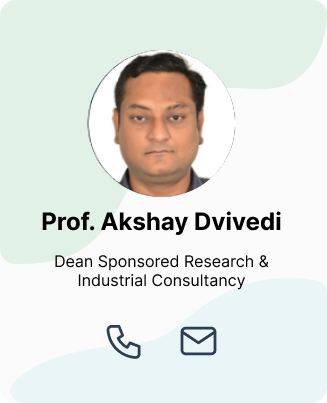 Prof. Akshay Dvivedi
Dean Sponsored Research &
Industrial Consultancy